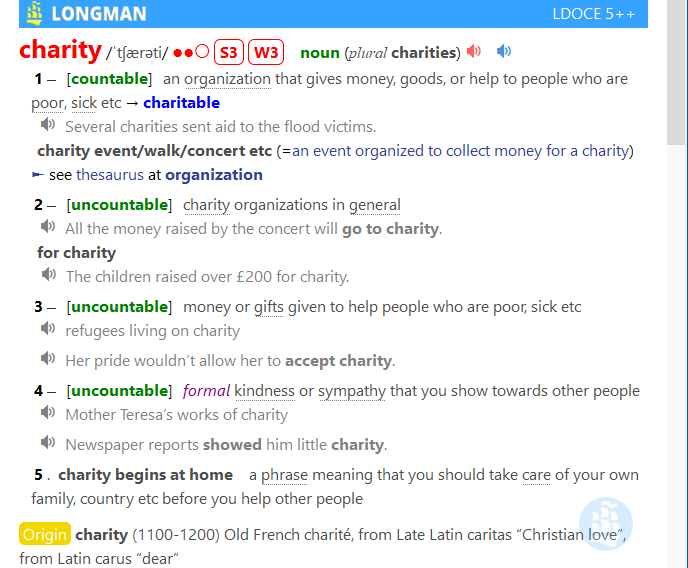 LONGMAN LDOCE 5++
charity /ˈtʃærəti/ ●●○ S3 W3 noun (plural charities)
1 – [countable] an organization that gives money, goods, or help to people who are
poor, sick etc → charitable
Several charities sent aid to the flood victims.
charity event/walk/concert etc (=an event organized to collect money for a charity)
► see thesaurus at organization
2 – [uncountable] charity organizations in general
All the money raised by the concert will go to charity.
for charity
The children raised over £200 for charity.
3 – [uncountable] money or gifts given to help people who are poor, sick etc
refugees living on charity
Her pride wouldn’t allow her to accept charity.
4 – [uncountable] formal kindness or sympathy that you show towards other people
Mother Teresa’s works of charity
Newspaper reports showed him little charity.
5 . charity begins at home a phrase meaning that you should take care of your own
family, country etc before you help other people
Origin charity (1100-1200) Old French charité, from Late Latin caritas “Christian love”,
from Latin carus “dear”